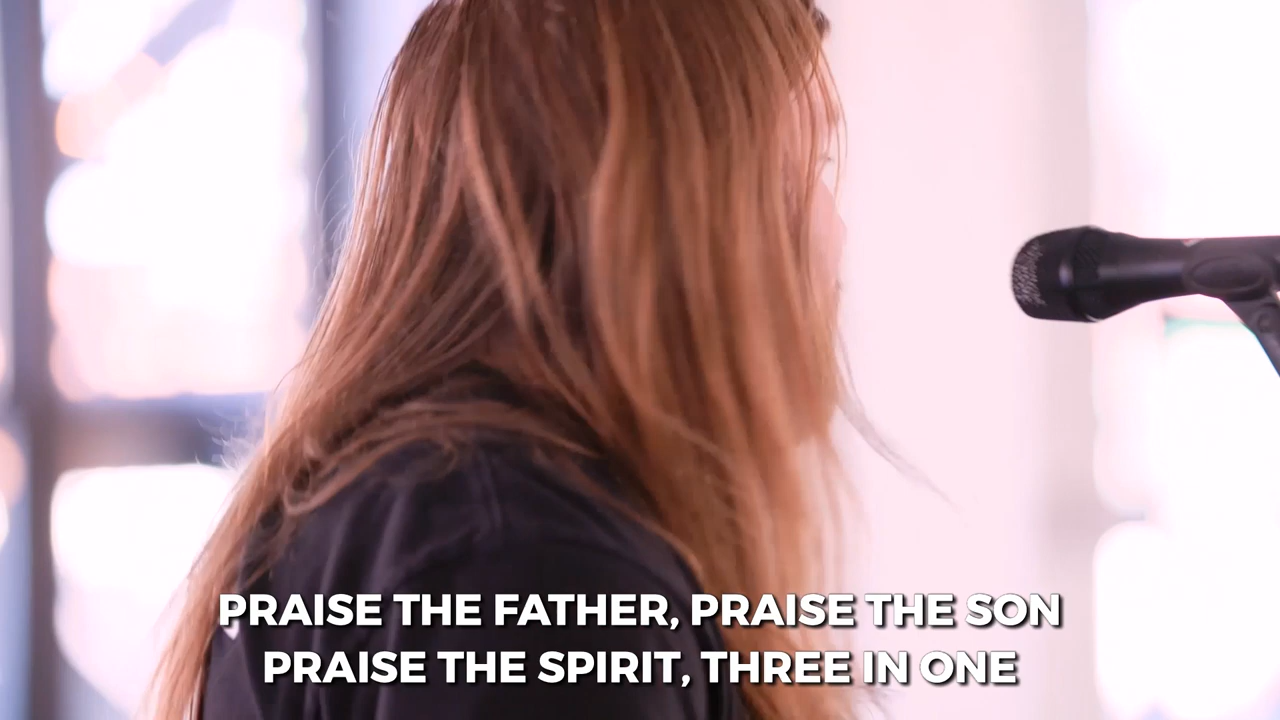 PRAISE THE FATHER, PRAISE THE SON
PRAISE THE SPIRIT, THREE IN ONE